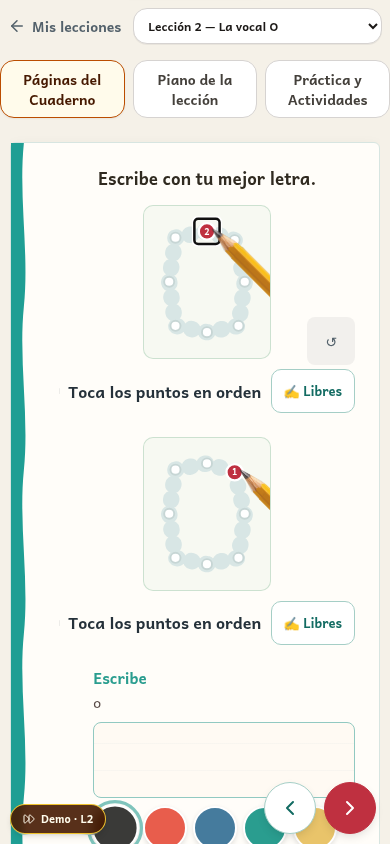 ← Mis lecciones
Lección 2 — La vocal O
Páginas del
Cuaderno
Piano de la
lección
Práctica y
Actividades
Escribe con tu mejor letra.
2
↺
Toca los puntos en orden
✍ Libres
1
Toca los puntos en orden
✍ Libres
Escribe
o
Demo · L2